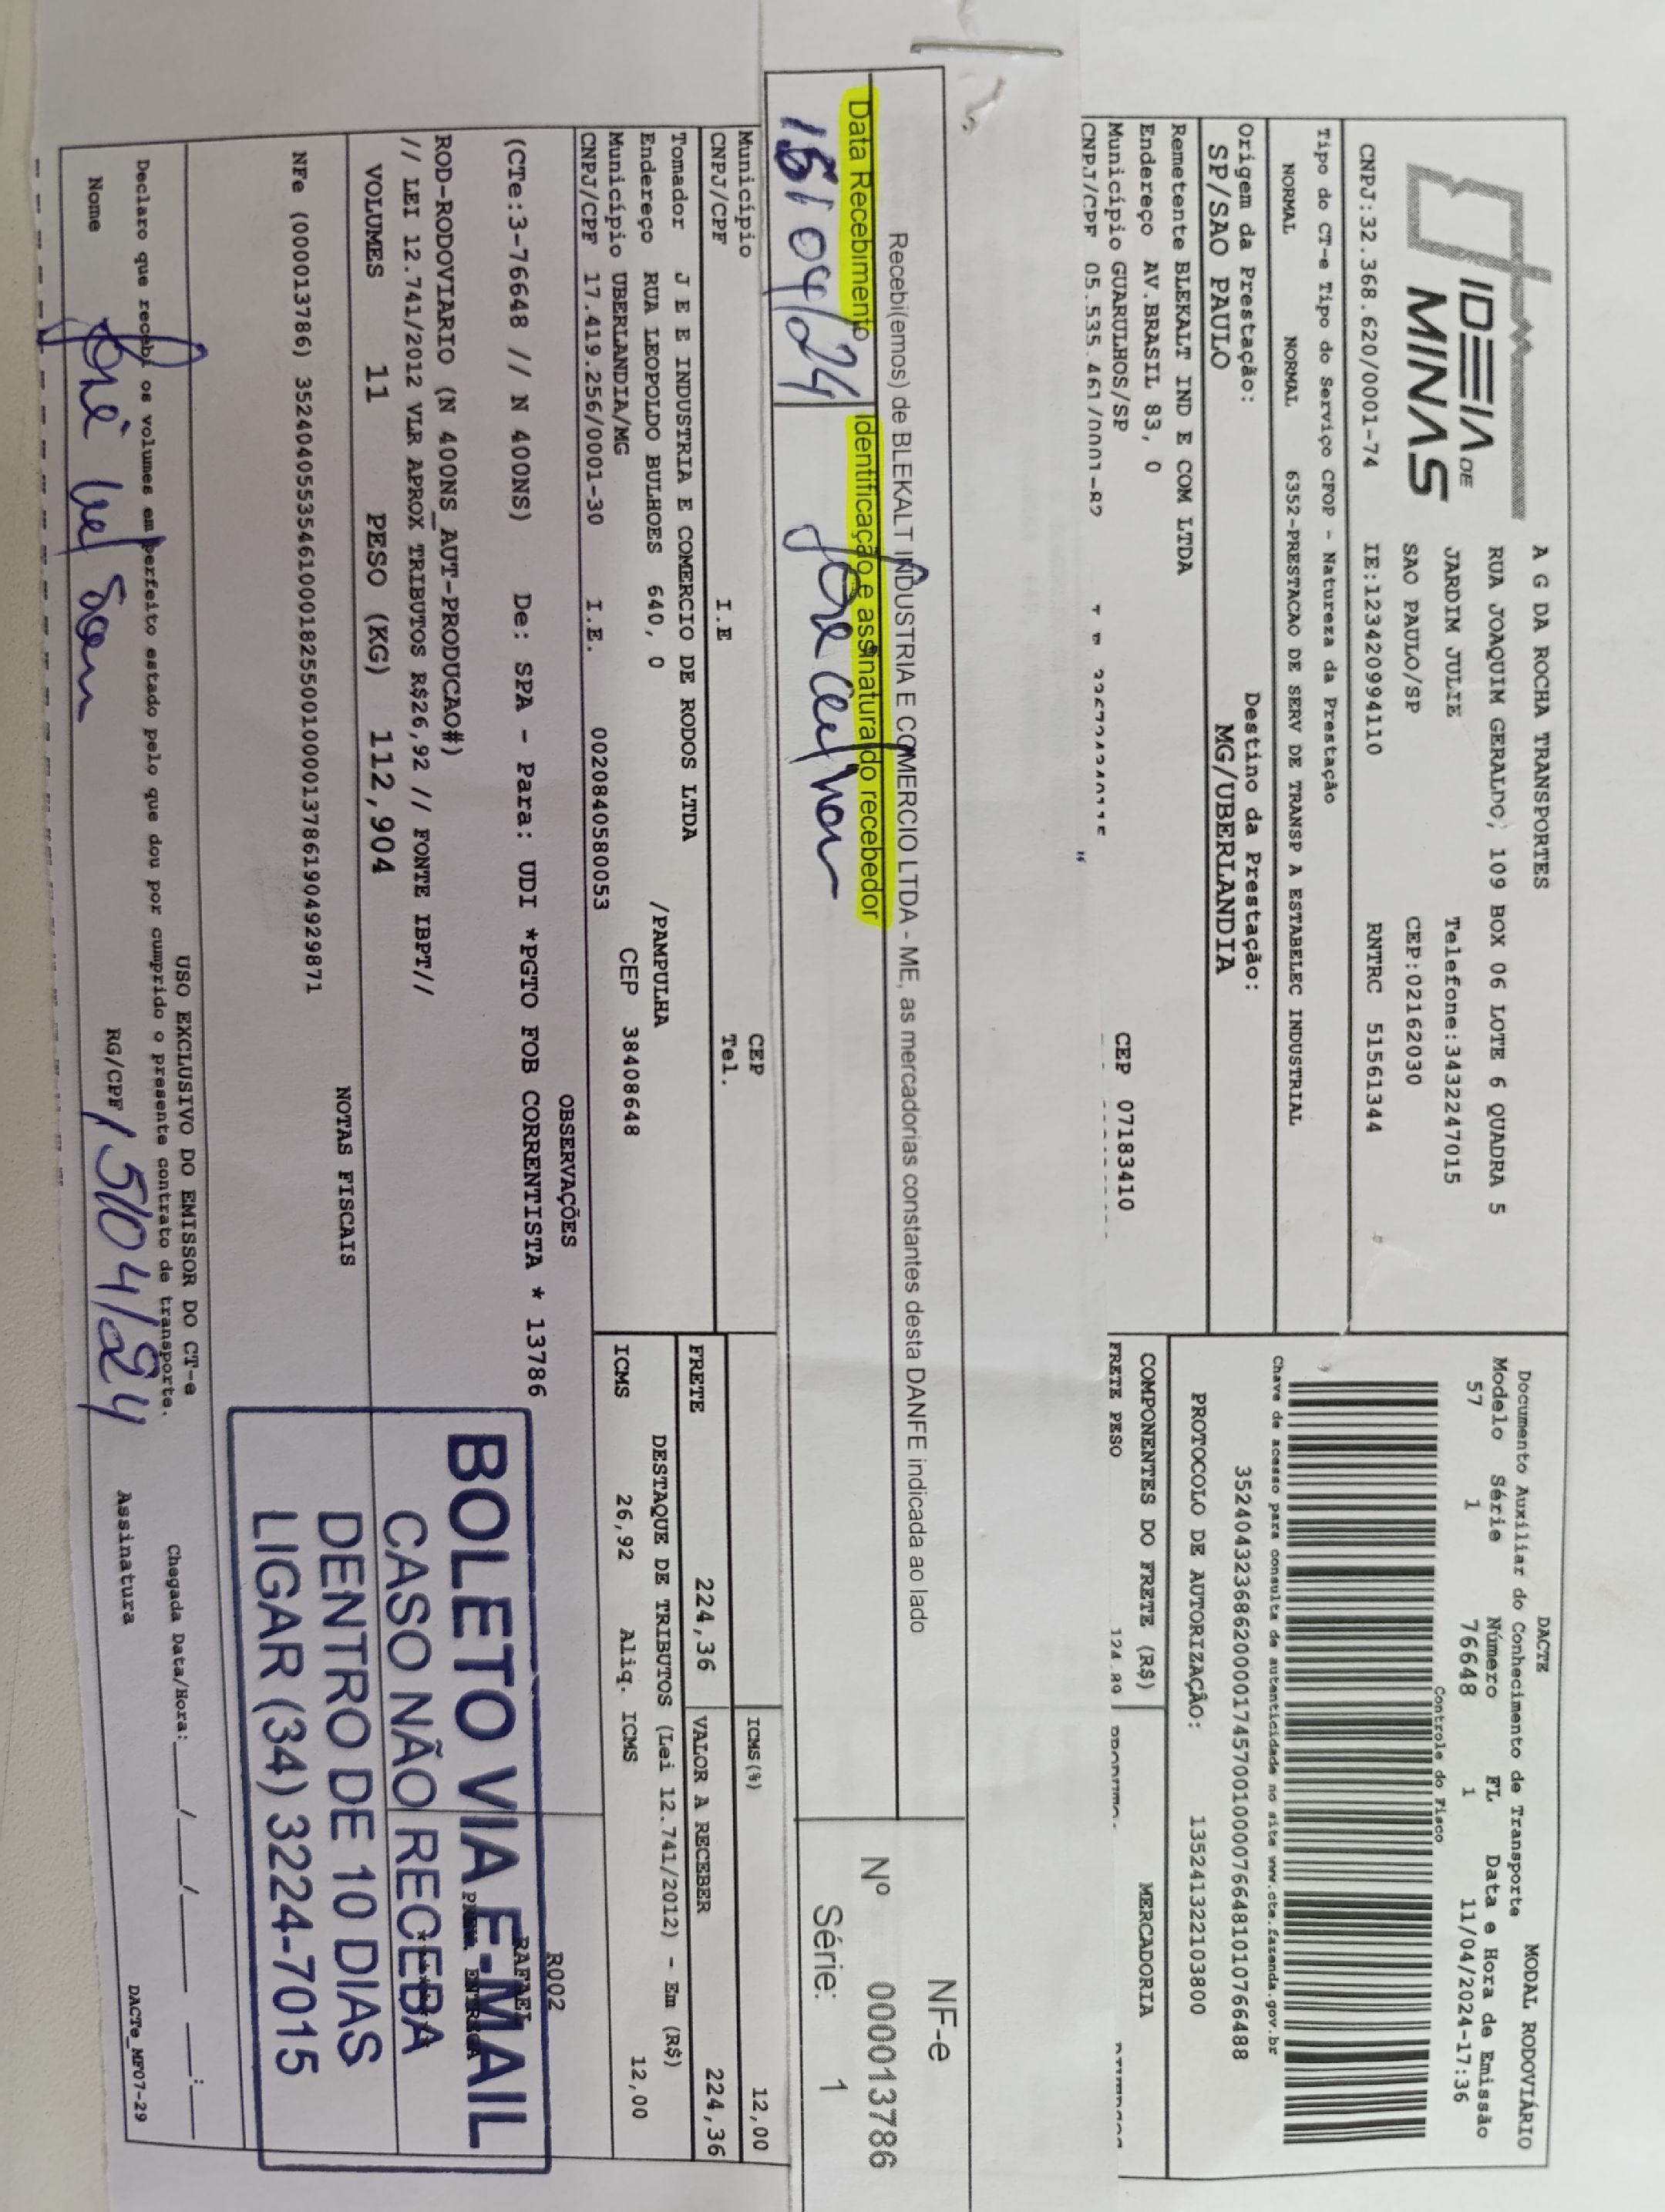 IDEIA DE MINAS
A G DA ROCHA TRANSPORTES
RUA JOAQUIM GERALDO, 109 BOX 06 LOTE 6 QUADRA 5
JARDIM JULIE Telefone:3432247015
SAO PAULO/SP CEP:02162030
CNPJ:32.368.620/0001-74 IE:123420994110 RNTRC 51561344
DACTE
MODAL RODOVIÁRIO
Documento Auxiliar do Conhecimento de Transporte
Modelo Série Número FL Data e Hora de Emissão
57 1 76648 1 11/04/2024-17:36
Controle do Fisco
Chave de acesso para consulta de autenticidade no site www.cte.fazenda.gov.br
35240432368620000174570010000766481010766488
PROTOCOLO DE AUTORIZAÇÃO: 135241322103800
Tipo do CT-e Tipo do Serviço CFOP - Natureza da Prestação
NORMAL NORMAL 6352-PRESTACAO DE SERV DE TRANSP A ESTABELEC INDUSTRIAL
Origem da Prestação: Destino da Prestação:
SP/SAO PAULO MG/UBERLANDIA
Remetente BLEKALT IND E COM LTDA
Endereço AV.BRASIL 83, 0
Município GUARULHOS/SP CEP 07183410
CNPJ/CPF 05.535.461/0001-82
COMPONENTES DO FRETE (R$) MERCADORIA
FRETE PESO 124,89
Recebi(emos) de BLEKALT INDUSTRIA E COMERCIO LTDA - ME, as mercadorias constantes desta DANFE indicada ao lado
Data Recebimento Identificação e assinatura do recebedor
15/04/24
NF-e
Nº 000013786
Série: 1
Município CEP
CNPJ/CPF I.E Tel.
ICMS(%) 12,00
Tomador J E E INDUSTRIA E COMERCIO DE RODOS LTDA
FRETE 224,36 VALOR A RECEBER 224,36
Endereço RUA LEOPOLDO BULHOES 640, 0 /PAMPULHA
Município UBERLANDIA/MG CEP 38408648
CNPJ/CPF 17.419.256/0001-30 I.E. 0020840580053
DESTAQUE DE TRIBUTOS (Lei 12.741/2012) - Em (R$)
ICMS 26,92 Aliq. ICMS 12,00
OBSERVAÇÕES
R002
RAFAEL
(CTe:3-76648 // N 400NS) De: SPA - Para: UDI *PGTO FOB CORRENTISTA * 13786
ROD-RODOVIARIO (N 400NS_AUT-PRODUCAO#)
// LEI 12.741/2012 VLR APROX TRIBUTOS R$26,92 // FONTE IBPT//
VOLUMES 11 PESO (KG) 112,904
NOTAS FISCAIS
NFe (000013786) 35240405535461000182550010000137861904929871
BOLETO VIA E-MAIL
CASO NÃO RECEBA
DENTRO DE 10 DIAS
LIGAR (34) 3224-7015
USO EXCLUSIVO DO EMISSOR DO CT-e
Declaro que recebi os volumes em perfeito estado pelo que dou por cumprido o presente contrato de transporte.
Chegada Data/Hora:___/___/_____ ___:___
Nome RG/CPF 15/04/24 Assinatura
DACTe_MF07-29